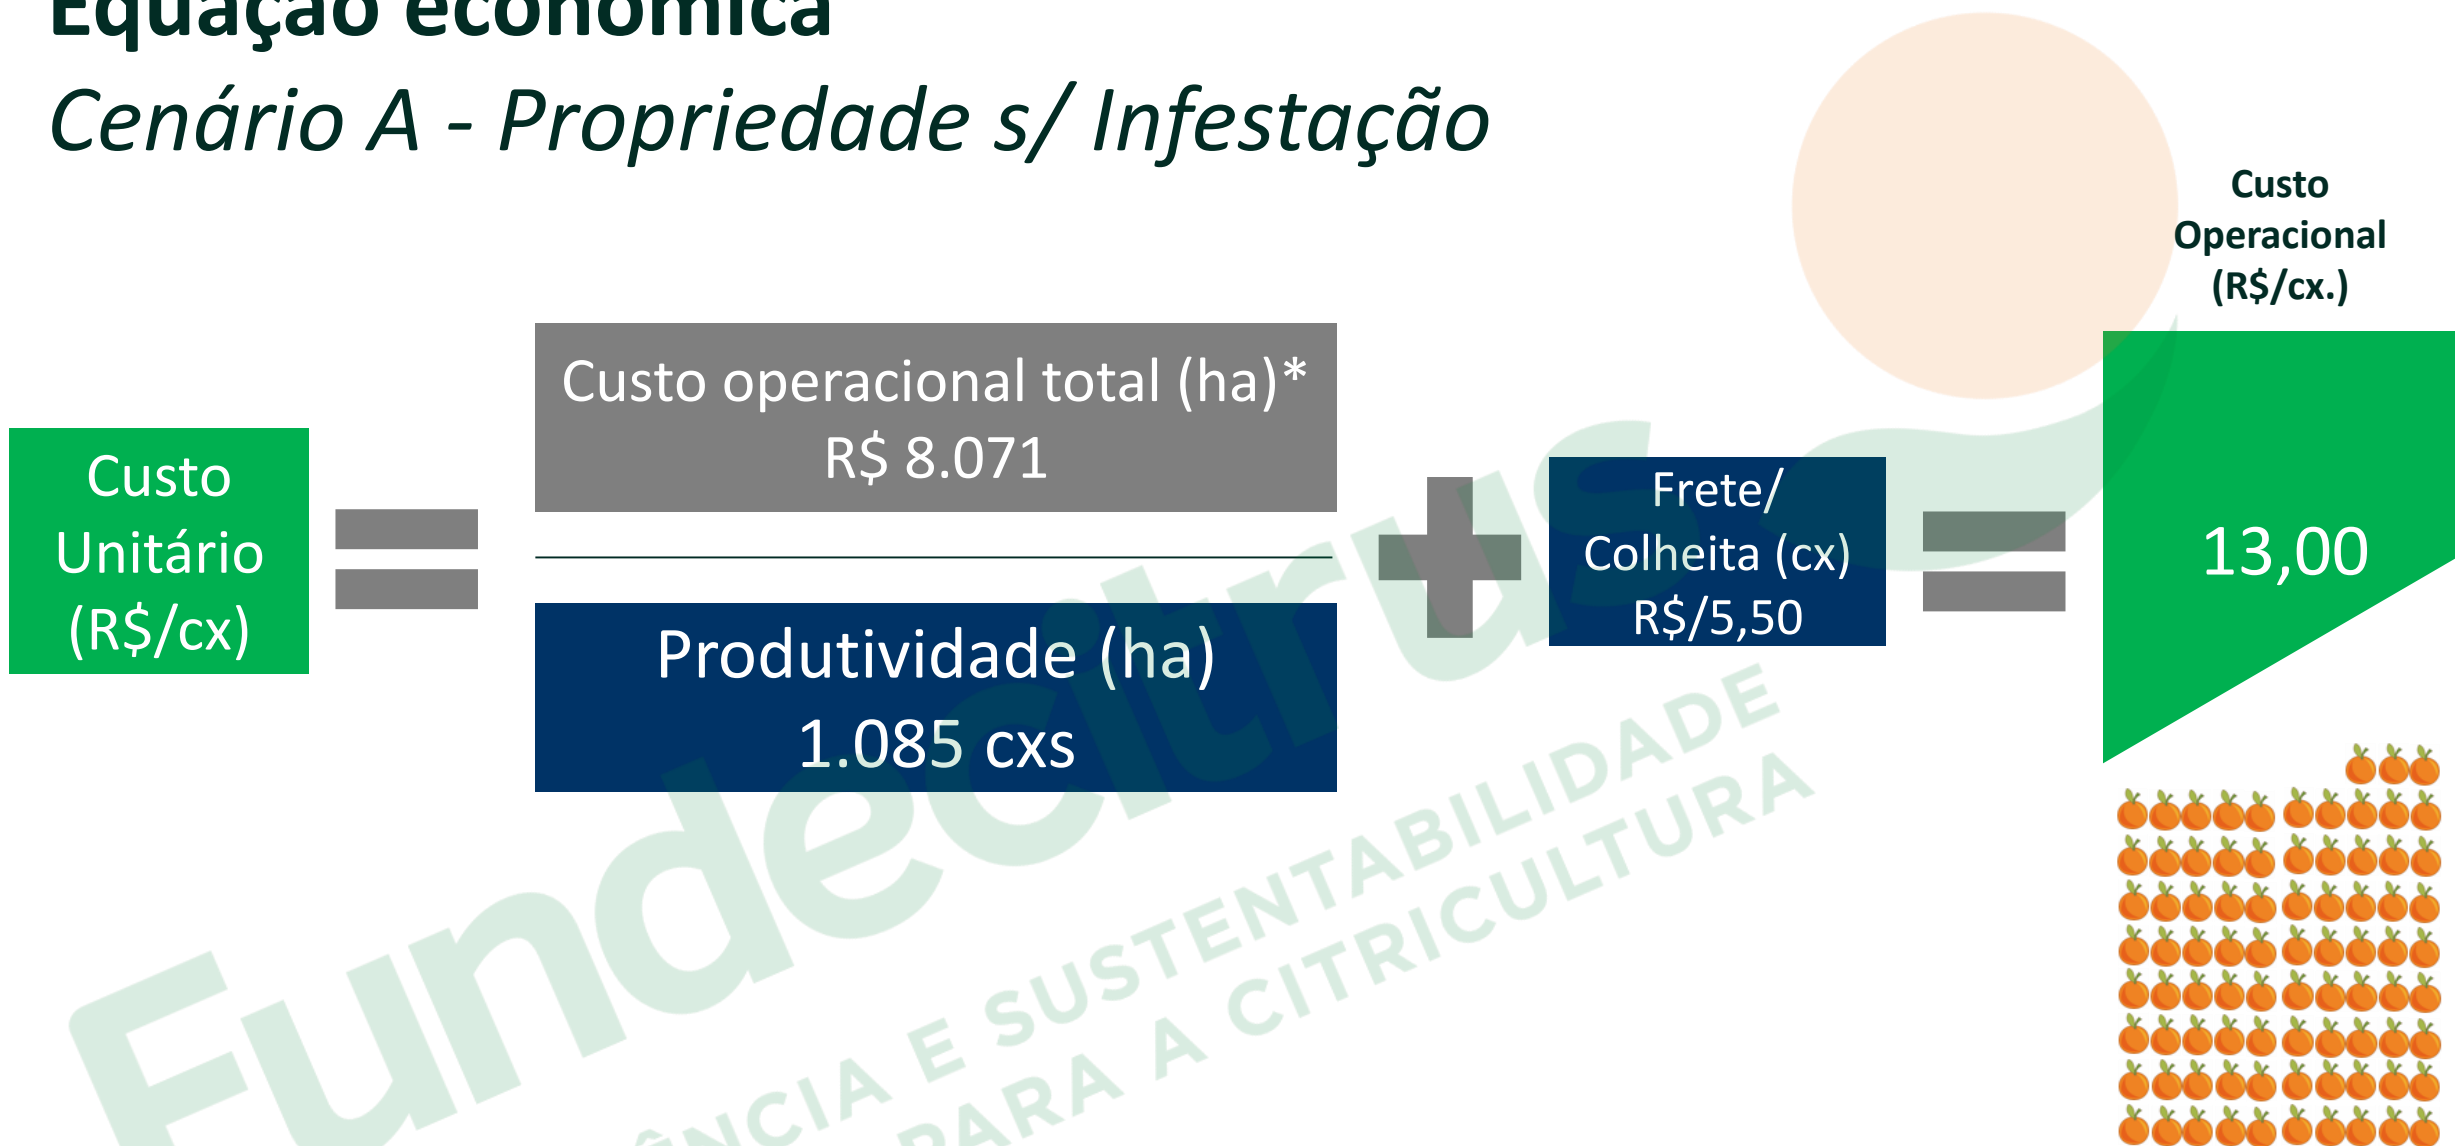 Equação econômica
Cenário A - Propriedade s/ Infestação
Custo
Operacional
(R$/cx.)
Custo
Unitário
(R$/cx)
Custo operacional total (ha)*
R$ 8.071
Produtividade (ha)
1.085 cxs
Frete/
Colheita (cx)
R$/5,50
13,00
Fundecitrus
ÊNCIA E SUSTENTABILIDADE
PARA A CITRICULTURA